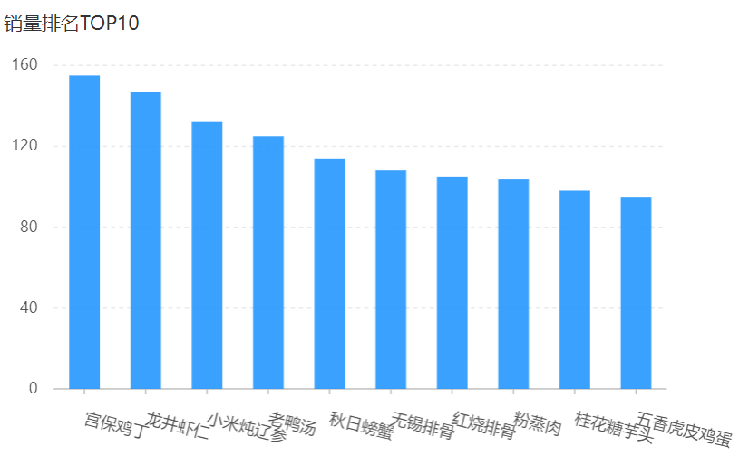 销量排名TOP10
160
120
80
40
0
宫保鸡丁
龙井虾仁
小米炖辽参
老鸭汤
秋日螃蟹
无锡排骨
红烧排骨
粉蒸肉
桂花糖芋头
五香虎皮鸡蛋